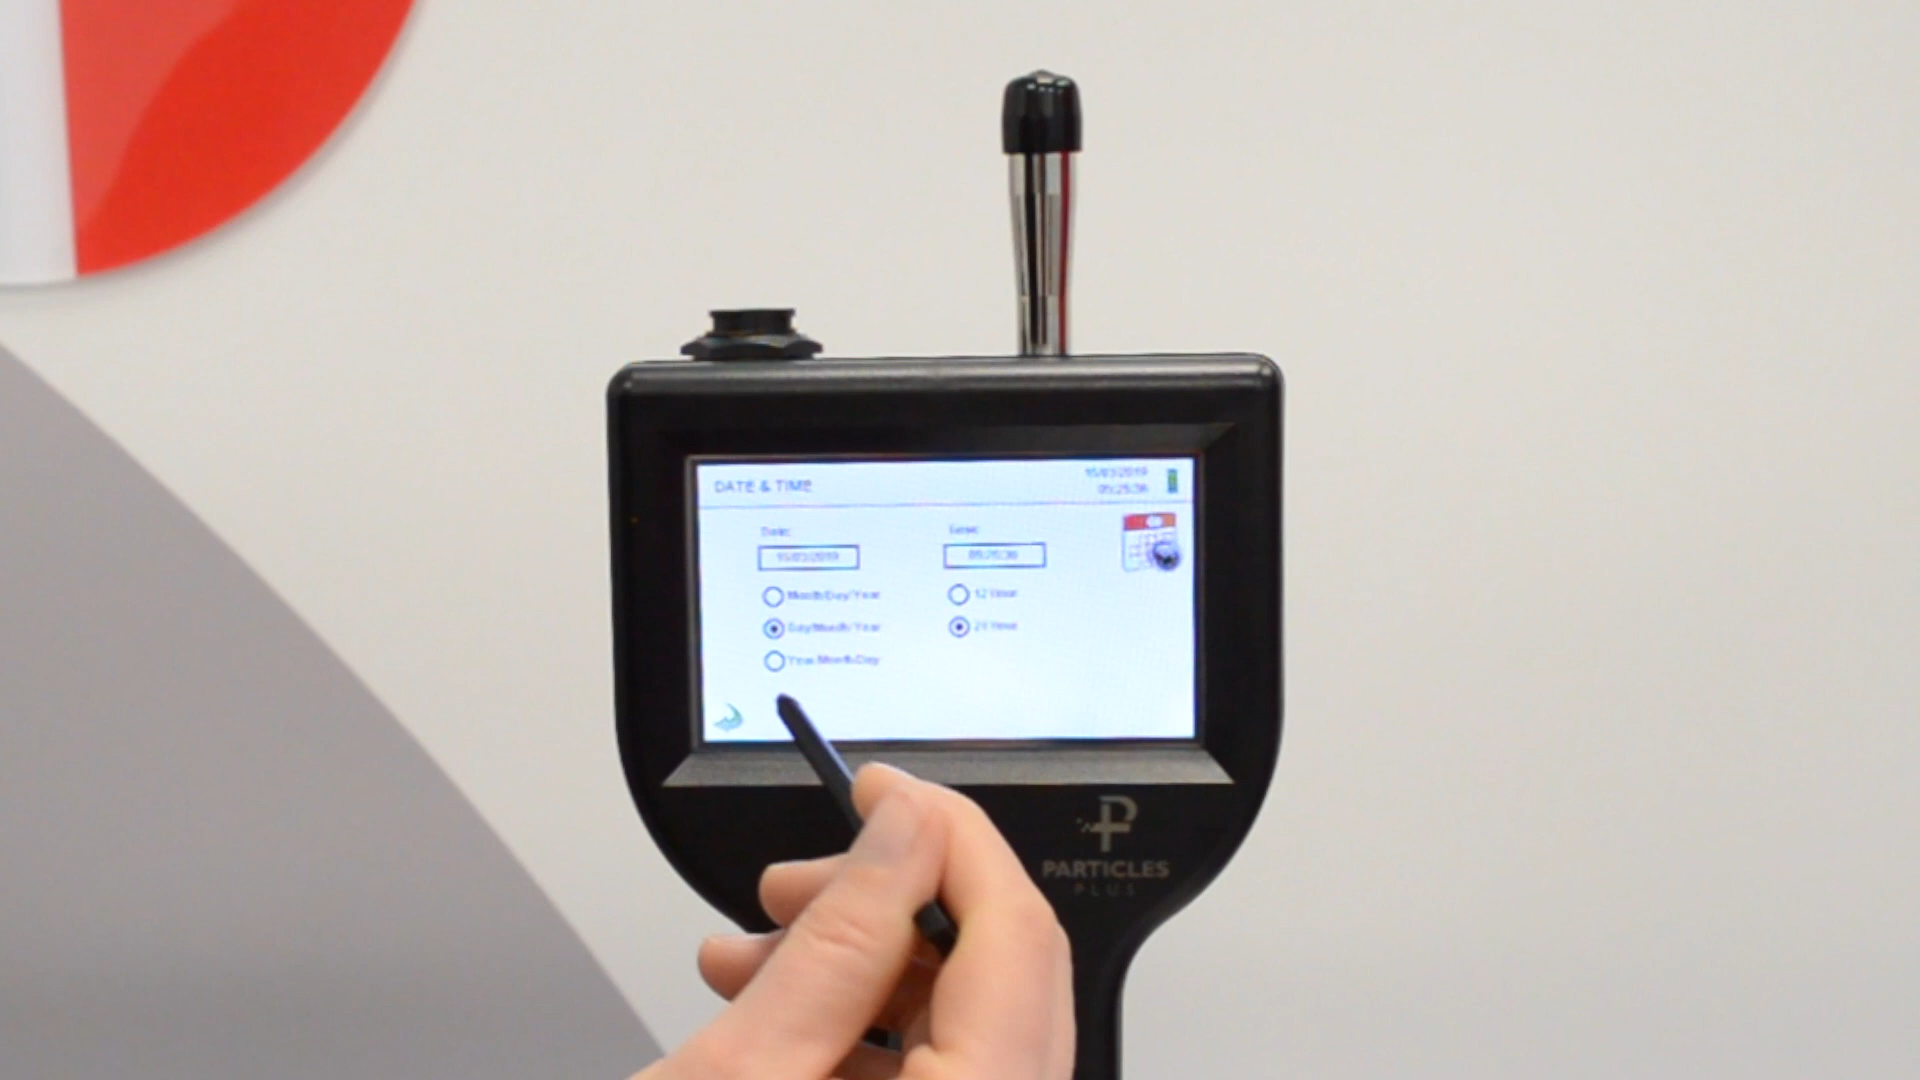 DATE & TIME
15/03/2019
05:25:36
Date:
Time:
15/03/2019
05:25:36
Month/Day/Year
12 Hour
Day/Month/Year
24 Hour
Year/Month/Day
PARTICLES
PLUS